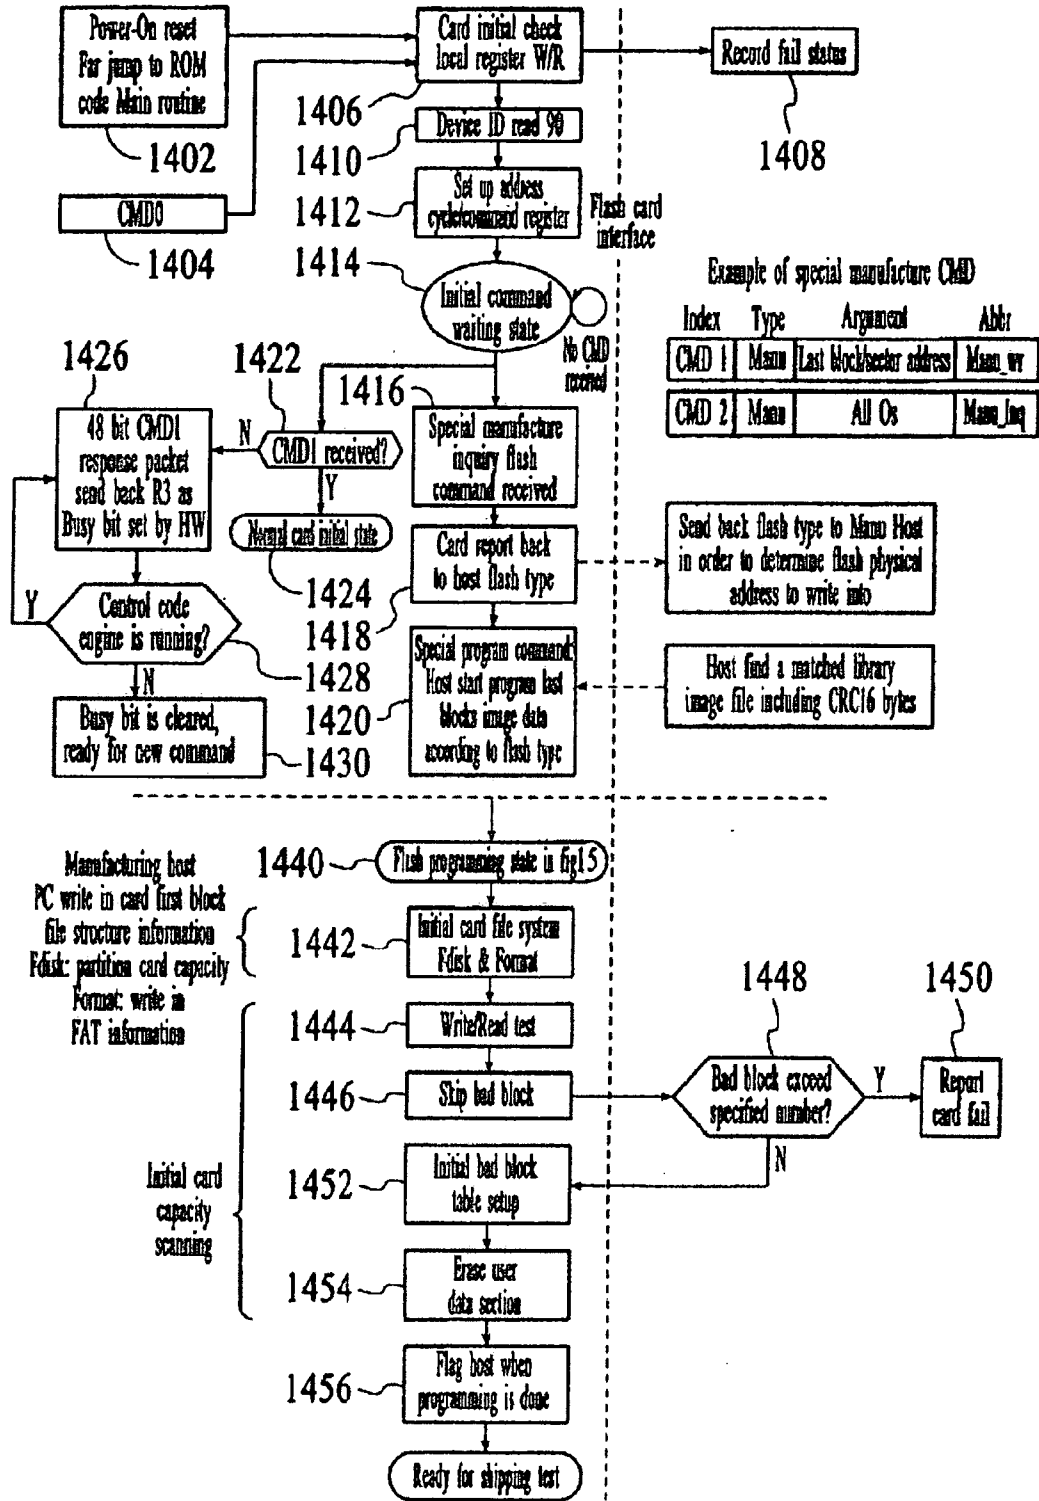 Power-On reset
Far jump to ROM
code Main routine
1402
CMD0
1404
Card initial check
local register W/R
1406
Record fail status
1408
Device ID read 90
1410
Set up address
cycle/command register
1412
Flash card
interface
1414
Initial command
waiting state
No CMD
received
Example of special manufacture CMD
Index Type Argument Abbr
CMD 1 Manu Last block/sector address Manu_wr
CMD 2 Manu All Os Manu_Inq
1426
48 bit CMD1
response packet
send back R3 as
Busy bit set by HW
1422
N
CMD1 received?
Y
Normal card initial state
1424
1416
Special manufacture
inquiry flash
command received
Card report back
to host flash type
1418
Send back flash type to Manu Host
in order to determine flash physical
address to write into
Y
Control code
engine is running?
1428
N
Busy bit is cleared,
ready for new command
1430
Special program command:
Host start program last
blocks image data
according to flash type
1420
Host find a matched library
image file including CRC16 bytes
1440
Flush programming state in fig15
Manufacturing host
PC write in card first block
file structure information
Fdisk: partition card capacity
Format: write in
FAT information
1442
Initial card file system
Fdisk & Format
1444
Write/Read test
1446
Skip bad block
1448
Bad block exceed
specified number?
Y
N
1450
Report
card fail
Initial card
capacity
scanning
1452
Initial bad block
table setup
1454
Erase user
data section
1456
Flag host when
programming is done
Ready for shipping test